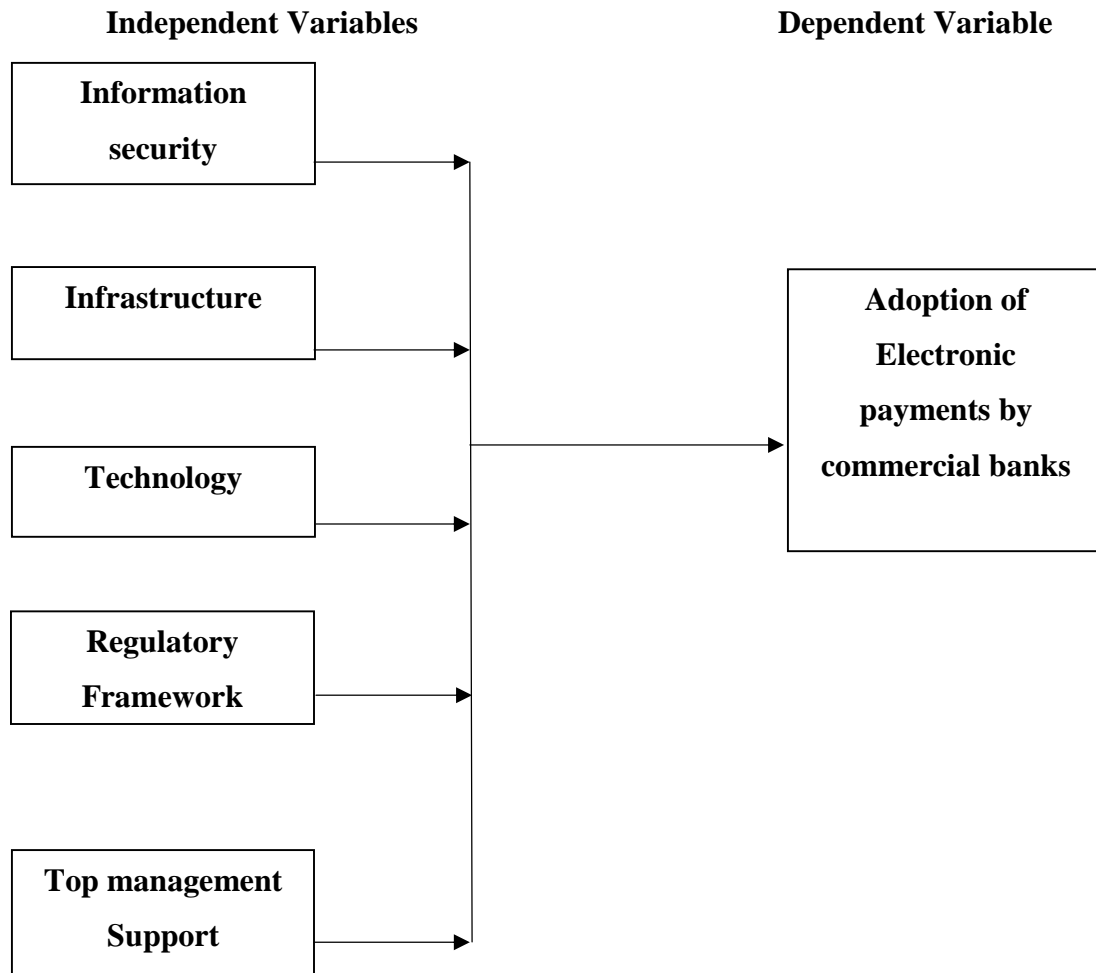 Independent Variables
Dependent Variable
Information
security
Infrastructure
Technology
Regulatory
Framework
Top management
Support
Adoption of
Electronic
payments by
commercial banks